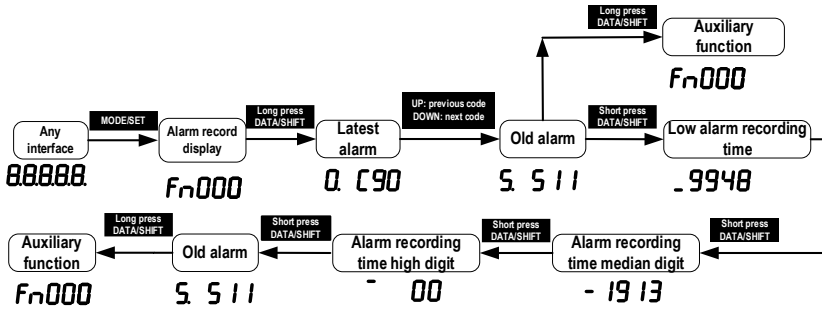 Long press
DATA/SHIFT
Auxiliary
function
Fn000
Any
interface
8.8.8.8.8.
MODE/SET
Alarm record
display
Fn000
Long press
DATA/SHIFT
Latest
alarm
0. C90
UP: previous code
DOWN: next code
Old alarm
5. 511
Short press
DATA/SHIFT
Low alarm recording
time
_9948
Auxiliary
function
Fn000
Long press
DATA/SHIFT
Old alarm
5. 511
Short press
DATA/SHIFT
Alarm recording
time high digit
‾ 00
Short press
DATA/SHIFT
Alarm recording
time median digit
- 1913
Short press
DATA/SHIFT